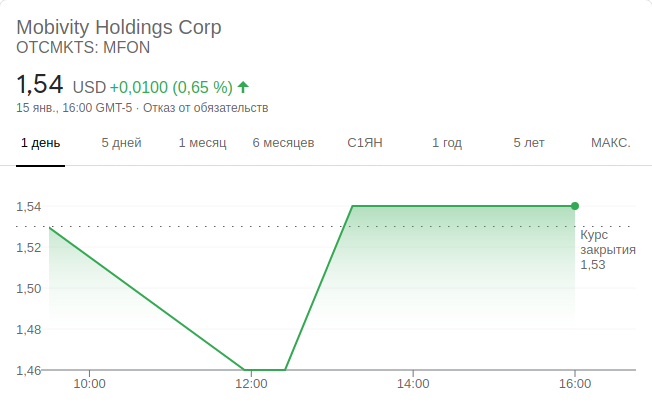 Mobivity Holdings Corp
OTCMKTS: MFON
1,54 USD +0,0100 (0,65 %)
15 янв., 16:00 GMT-5 · Отказ от обязательств
1 день 5 дней 1 месяц 6 месяцев С1ЯН 1 год 5 лет МАКС.
1,54
Курс
закрытия
1,53
1,52
1,50
1,48
1,46
10:00 12:00 14:00 16:00